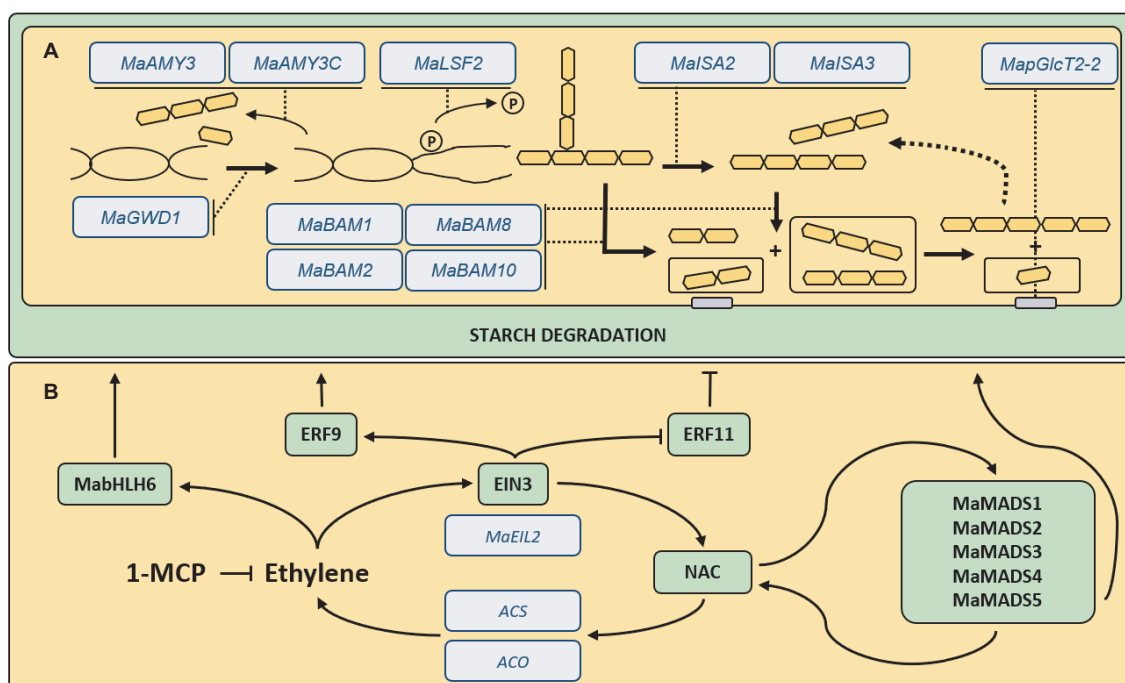 A
MaAMY3
MaAMY3C
MaLSF2
MaISA2
MaISA3
MapGlcT2-2
P
P
MaGWD1
MaBAM1
MaBAM8
MaBAM2
MaBAM10
+
+
STARCH DEGRADATION
B
ERF9
ERF11
MabHLH6
EIN3
MaEIL2
MaMADS1
MaMADS2
MaMADS3
MaMADS4
MaMADS5
1-MCP
Ethylene
NAC
ACS
ACO